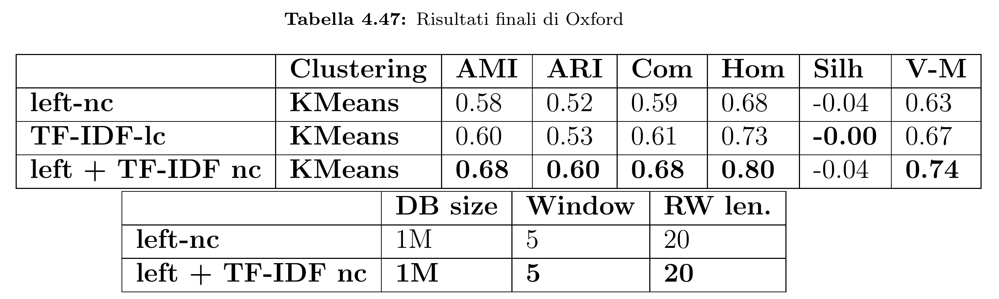 Tabella 4.47: Risultati finali di Oxford
Clustering AMI ARI Com Hom Silh V-M
left-nc KMeans 0.58 0.52 0.59 0.68 -0.04 0.63
TF-IDF-lc KMeans 0.60 0.53 0.61 0.73 -0.00 0.67
left + TF-IDF nc KMeans 0.68 0.60 0.68 0.80 -0.04 0.74
DB size Window RW len.
left-nc 1M 5 20
left + TF-IDF nc 1M 5 20